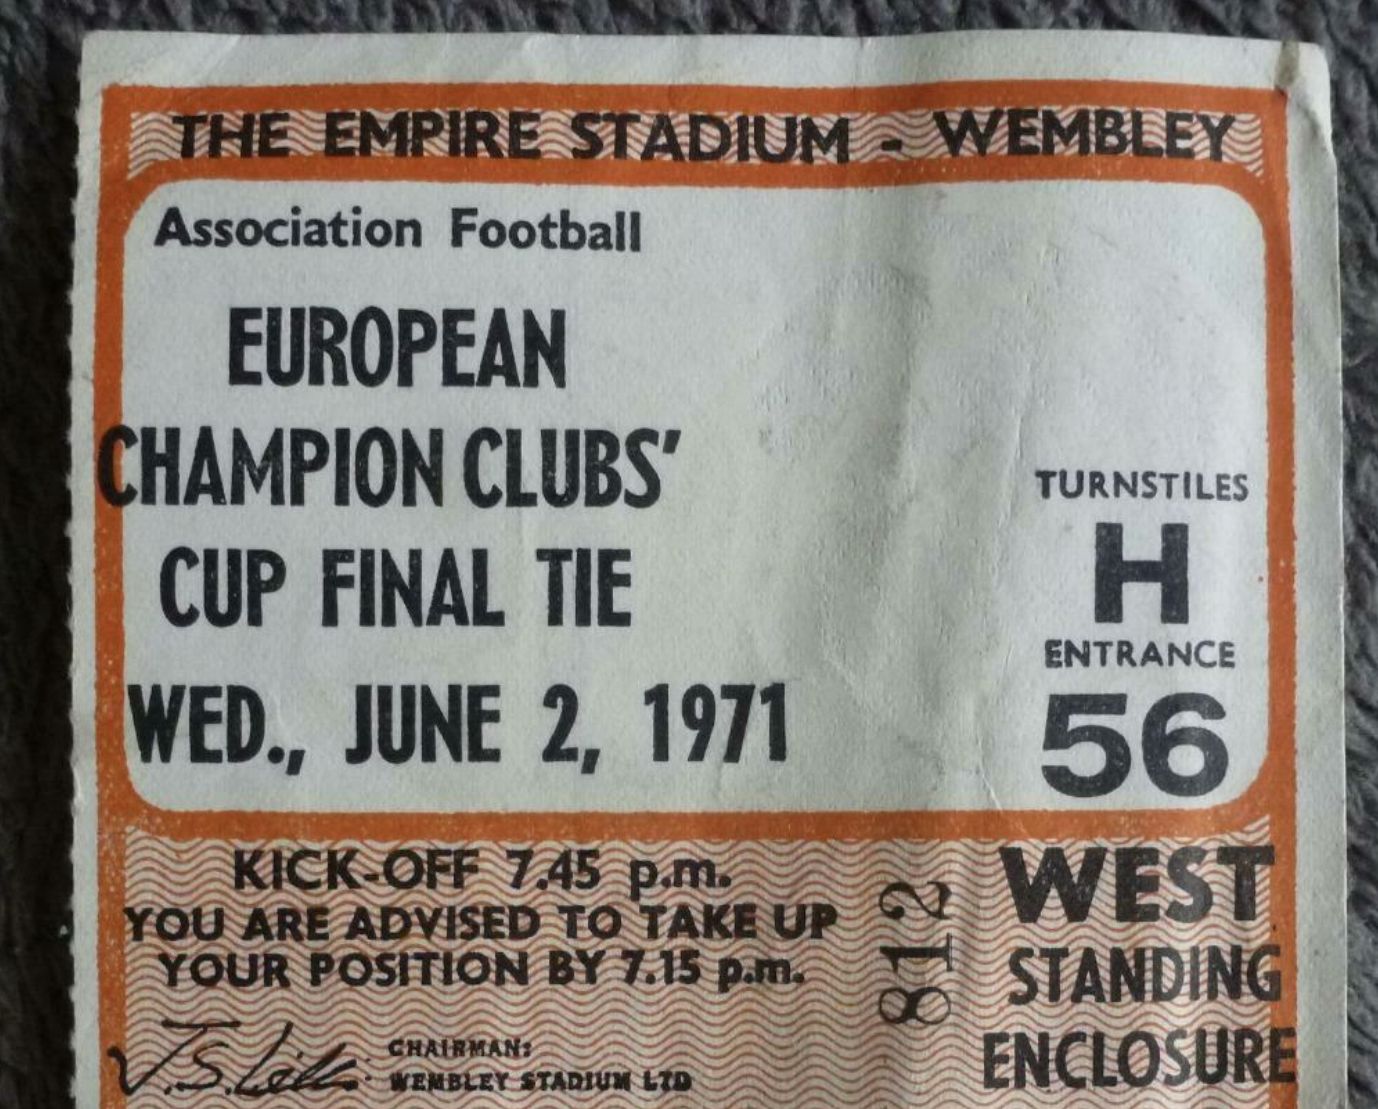 THE EMPIRE STADIUM - WEMBLEY
Association Football
EUROPEAN
CHAMPION CLUBS'
CUP FINAL TIE
WED., JUNE 2, 1971
TURNSTILES
H
ENTRANCE
56
KICK-OFF 7.45 p.m.
YOU ARE ADVISED TO TAKE UP
YOUR POSITION BY 7.15 p.m.
CHAIRMAN:
WEMBLEY STADIUM LTD
812
WEST
STANDING
ENCLOSURE